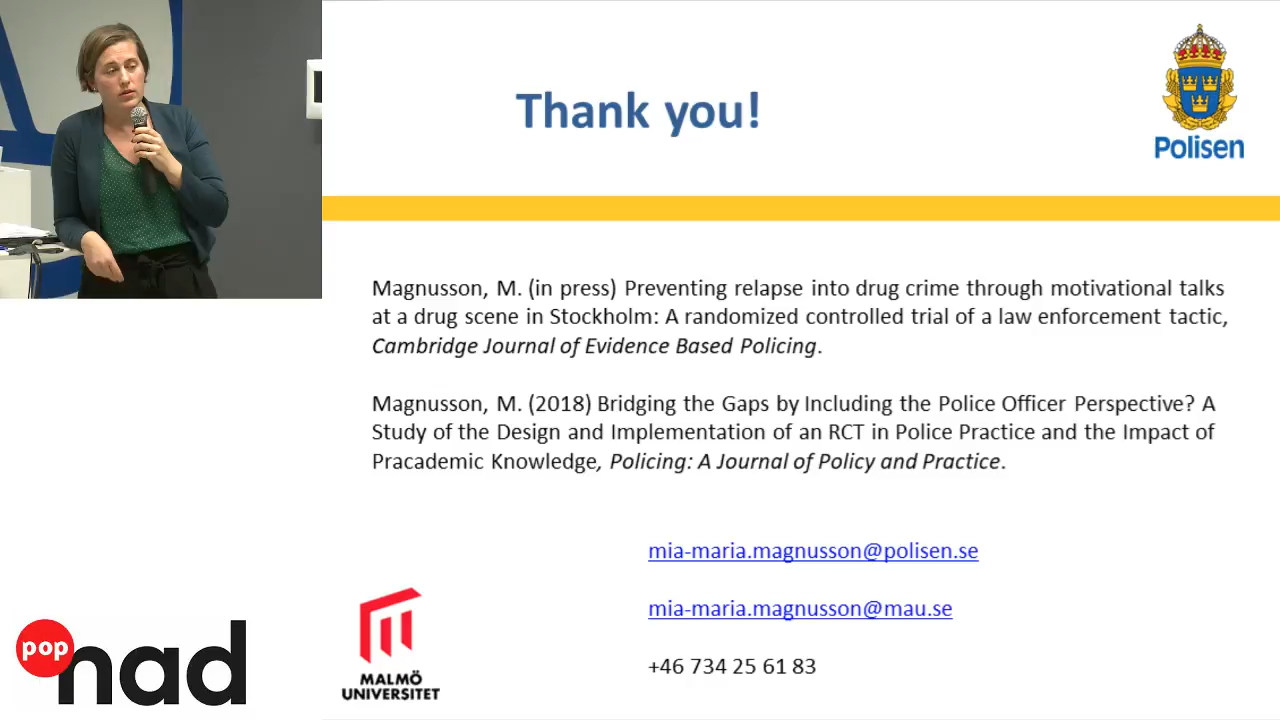 Thank you!
Polisen
Magnusson, M. (in press) Preventing relapse into drug crime through motivational talks
at a drug scene in Stockholm: A randomized controlled trial of a law enforcement tactic,
Cambridge Journal of Evidence Based Policing.
Magnusson, M. (2018) Bridging the Gaps by Including the Police Officer Perspective? A
Study of the Design and Implementation of an RCT in Police Practice and the Impact of
Pracademic Knowledge, Policing: A Journal of Policy and Practice.
mia-maria.magnusson@polisen.se
mia-maria.magnusson@mau.se
+46 734 25 61 83
MALMÖ
UNIVERSITET
pop
nad